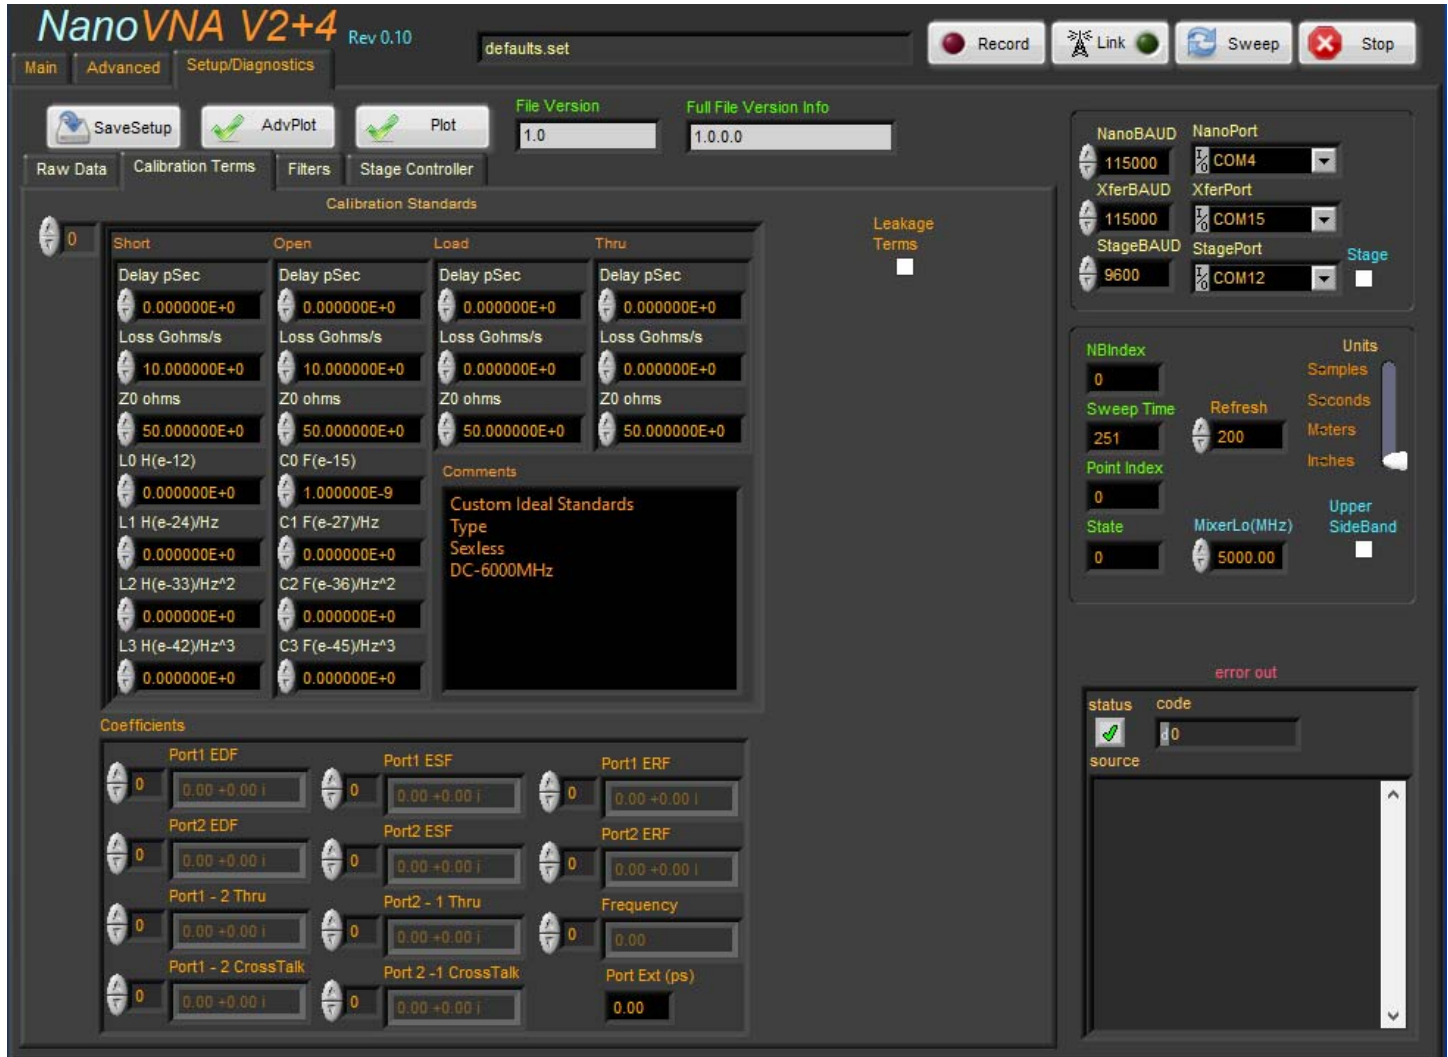 NanoVNA V2+4 Rev 0.10
defaults.set
Record
Link
Sweep
Stop
Main
Advanced
Setup/Diagnostics
SaveSetup
AdvPlot
Plot
File Version
1.0
Full File Version Info
1.0.0.0
Raw Data
Calibration Terms
Filters
Stage Controller
Calibration Standards
0
Short
Delay pSec
0.000000E+0
Loss Gohms/s
10.000000E+0
Z0 ohms
50.000000E+0
L0 H(e-12)
0.000000E+0
L1 H(e-24)/Hz
0.000000E+0
L2 H(e-33)/Hz^2
0.000000E+0
L3 H(e-42)/Hz^3
0.000000E+0
Open
Delay pSec
0.000000E+0
Loss Gohms/s
10.000000E+0
Z0 ohms
50.000000E+0
C0 F(e-15)
1.000000E-9
C1 F(e-27)/Hz
0.000000E+0
C2 F(e-36)/Hz^2
0.000000E+0
C3 F(e-45)/Hz^3
0.000000E+0
Load
Delay pSec
0.000000E+0
Loss Gohms/s
0.000000E+0
Z0 ohms
50.000000E+0
Thru
Delay pSec
0.000000E+0
Loss Gohms/s
0.000000E+0
Z0 ohms
50.000000E+0
Comments
Custom Ideal Standards
Type
Sexless
DC-6000MHz
Leakage
Terms
Coefficients
Port1 EDF
0
0.00 +0.00 i
Port1 ESF
0
0.00 +0.00 i
Port1 ERF
0
0.00 +0.00 i
Port2 EDF
0
0.00 +0.00 i
Port2 ESF
0
0.00 +0.00 i
Port2 ERF
0
0.00 +0.00 i
Port1 - 2 Thru
0
0.00 +0.00 i
Port2 - 1 Thru
0
0.00 +0.00 i
Frequency
0
0.00
Port1 - 2 CrossTalk
0
0.00 +0.00 i
Port 2 -1 CrossTalk
0
0.00 +0.00 i
Port Ext (ps)
0.00
NanoBAUD
115000
NanoPort
I/O COM4
XferBAUD
115000
XferPort
I/O COM15
StageBAUD
9600
StagePort
I/O COM12
Stage
NBIndex
0
Sweep Time
251
Refresh
200
Point Index
0
State
0
MixerLo(MHz)
5000.00
Units
Samples
Seconds
Meters
Inches
Upper
SideBand
error out
status
code
d 0
source